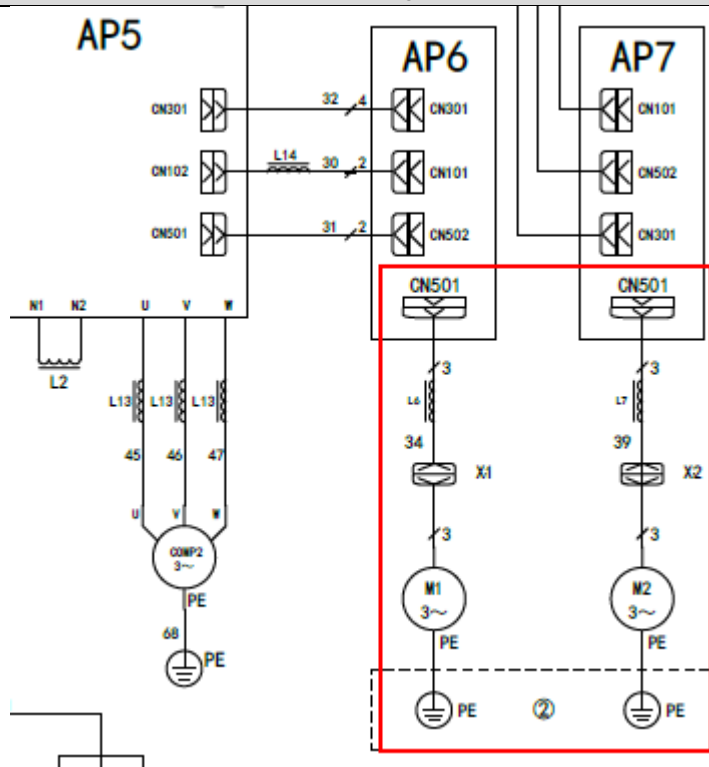 AP5
AP6
AP7
CN301
32
4
CN301
CN101
CN102
L14
30
2
CN101
CN502
CN501
31
2
CN502
CN301
CN501
CN501
N1
N2
U
V
W
L2
3
3
L13
L13
L13
L6
L7
45
46
47
34
39
X1
X2
U
V
W
3
3
COMP2
3~
M1
3~
M2
3~
PE
PE
PE
68
PE
PE
②
PE